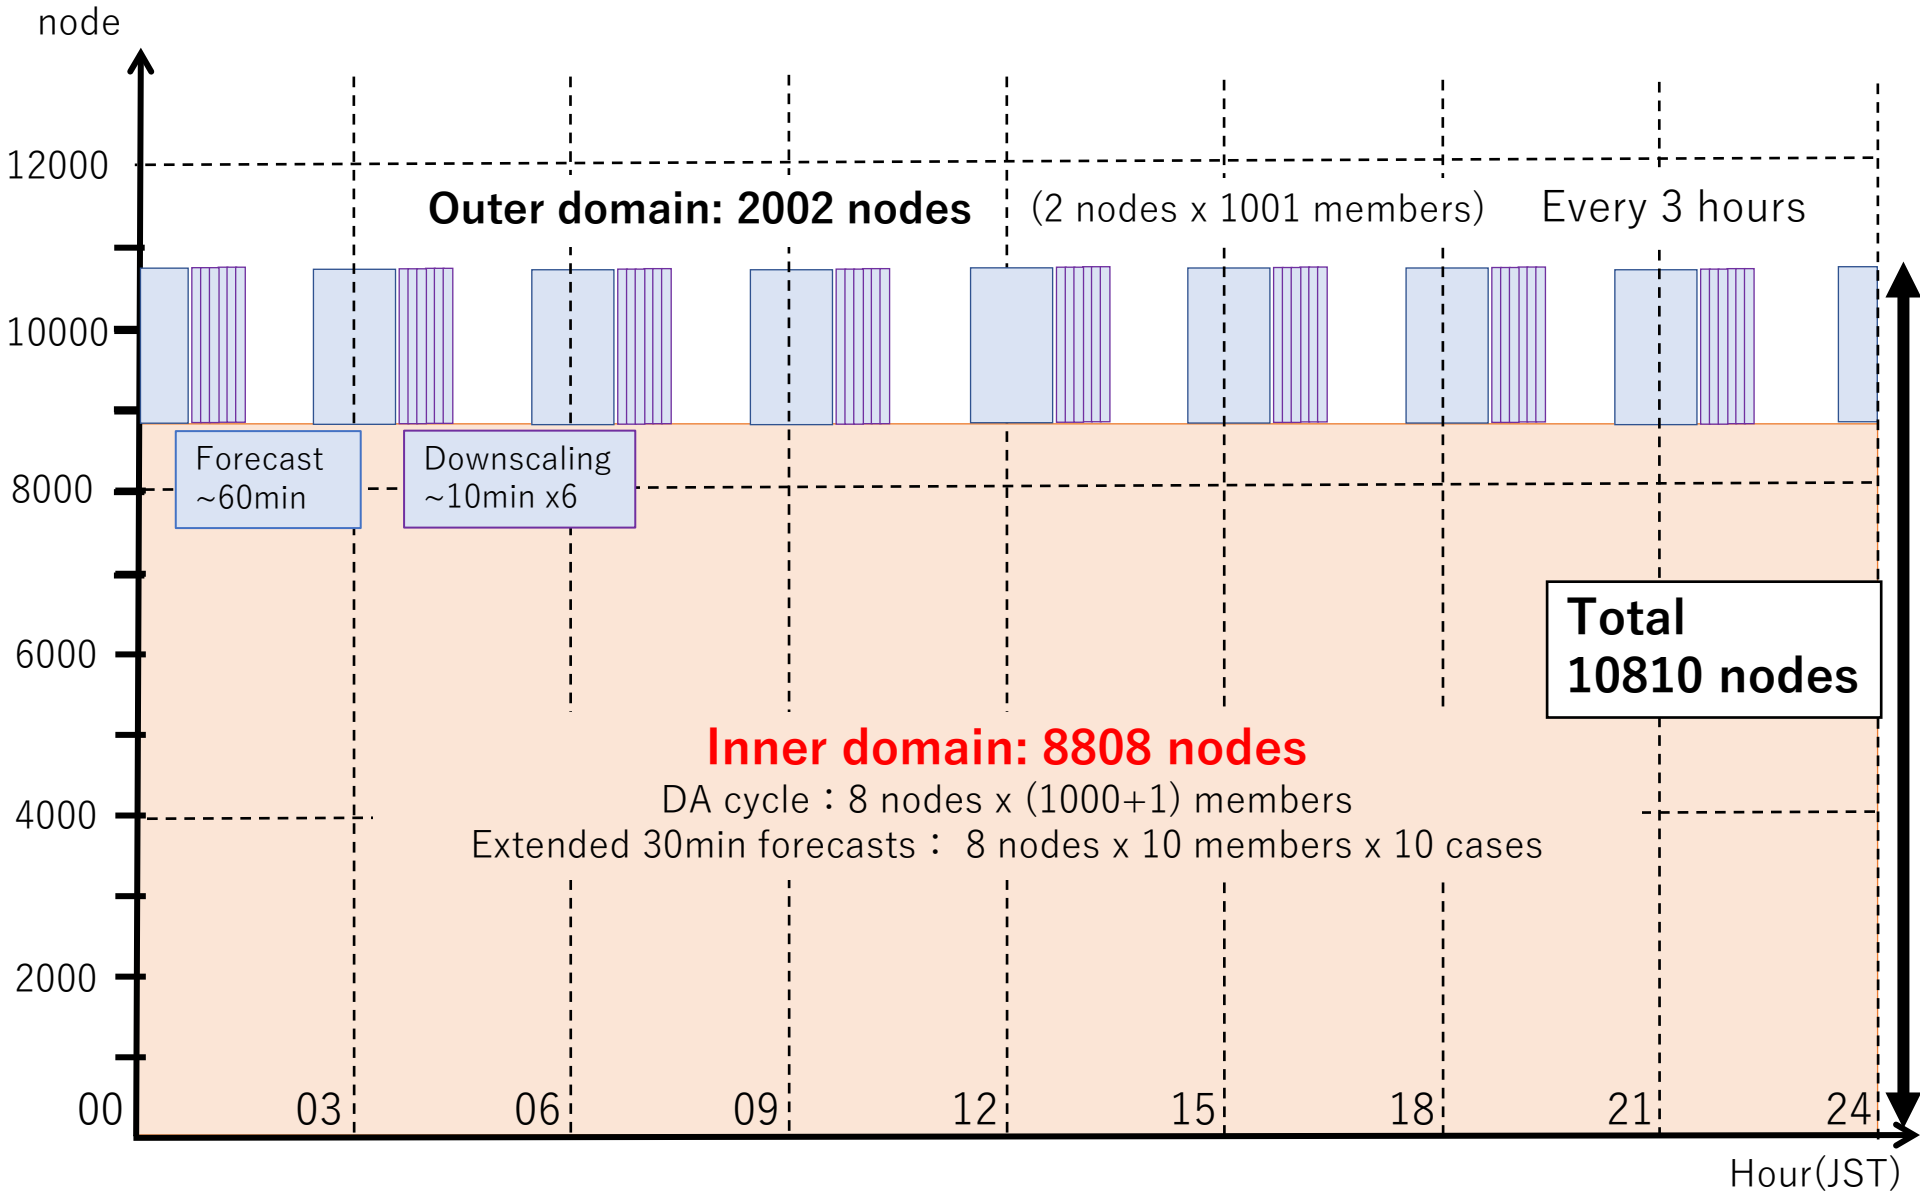 node
12000
Outer domain: 2002 nodes (2 nodes x 1001 members) Every 3 hours
10000
Forecast
~60min
Downscaling
~10min x6
8000
Total
10810 nodes
6000
Inner domain: 8808 nodes
DA cycle：8 nodes x (1000+1) members
4000
Extended 30min forecasts： 8 nodes x 10 members x 10 cases
2000
00 03 06 09 12 15 18 21 24
Hour(JST)